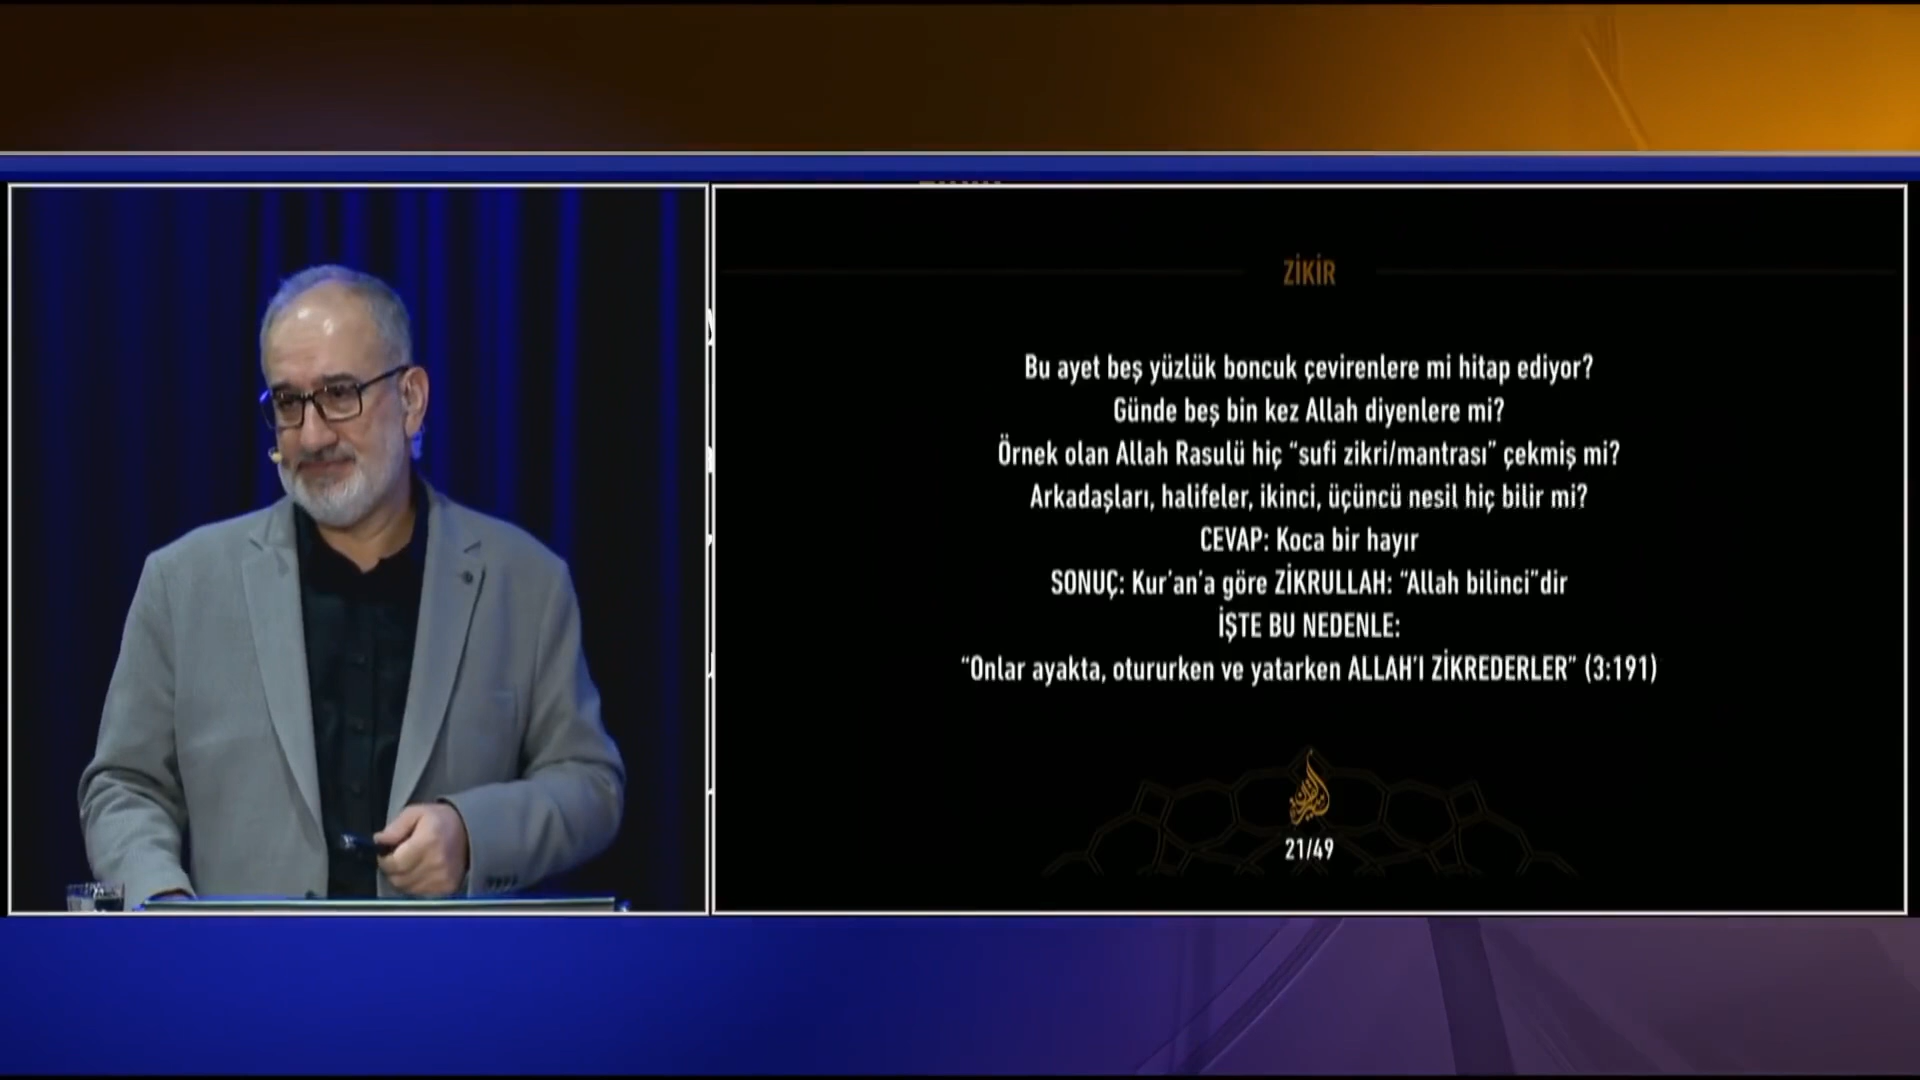 ZİKİR
Bu ayet beş yüzlük boncuk çevirenlere mi hitap ediyor?
Günde beş bin kez Allah diyenlere mi?
Örnek olan Allah Rasulü hiç “sufi zikri/mantrası” çekmiş mi?
Arkadaşları, halifeler, ikinci, üçüncü nesil hiç bilir mi?
CEVAP: Koca bir hayır
SONUÇ: Kur’an’a göre ZİKRULLAH: “Allah bilinci”dir
İŞTE BU NEDENLE:
“Onlar ayakta, otururken ve yatarken ALLAH’I ZİKREDERLER” (3:191)
21/49